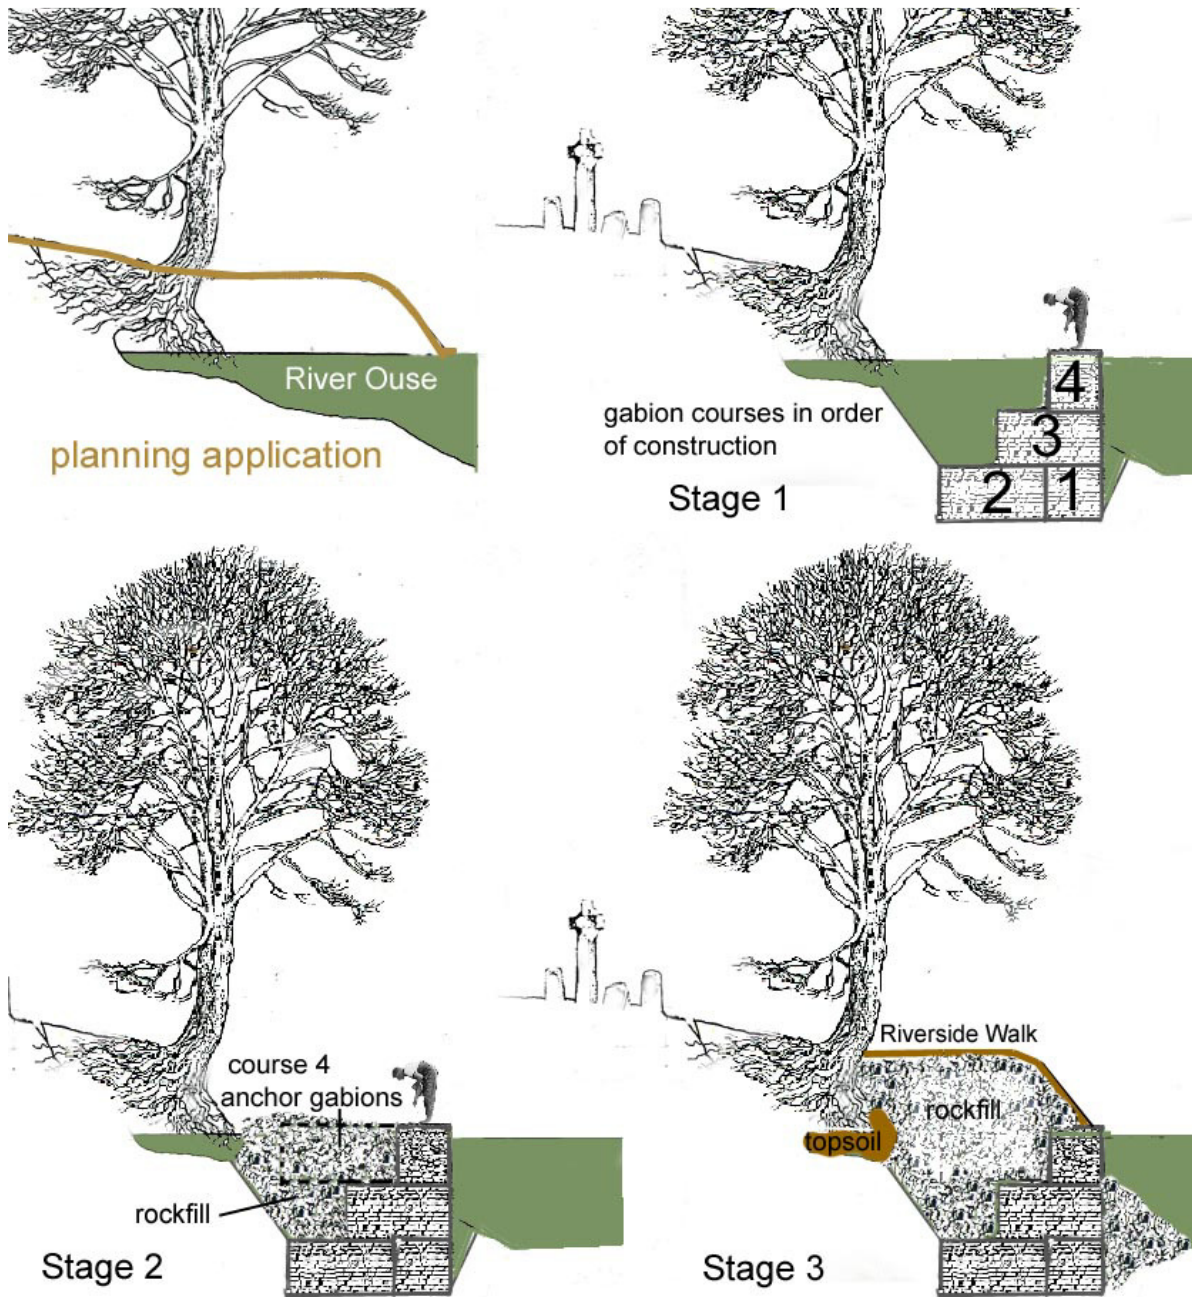 River Ouse
planning application
4
gabion courses in order
of construction
3
Stage 1
2
1
course 4
anchor gabions
rockfill
Stage 2
Riverside Walk
rockfill
topsoil
Stage 3